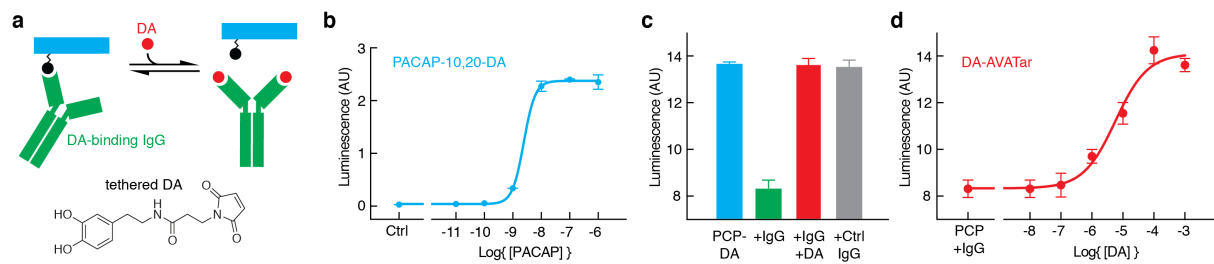 a
DA
DA-binding IgG
tethered DA
HO
HO
H
N
O
N
O
O
b
PACAP-10,20-DA
Luminescence (AU)
3
2
1
0
Ctrl
-11
-10
-9
-8
-7
-6
Log{ [PACAP] }
c
Luminescence (AU)
14
12
10
8
PCP-
DA
+IgG
+IgG
+DA
+Ctrl
IgG
d
DA-AVATar
Luminescence (AU)
14
12
10
8
PCP
+IgG
-8
-7
-6
-5
-4
-3
Log{ [DA] }